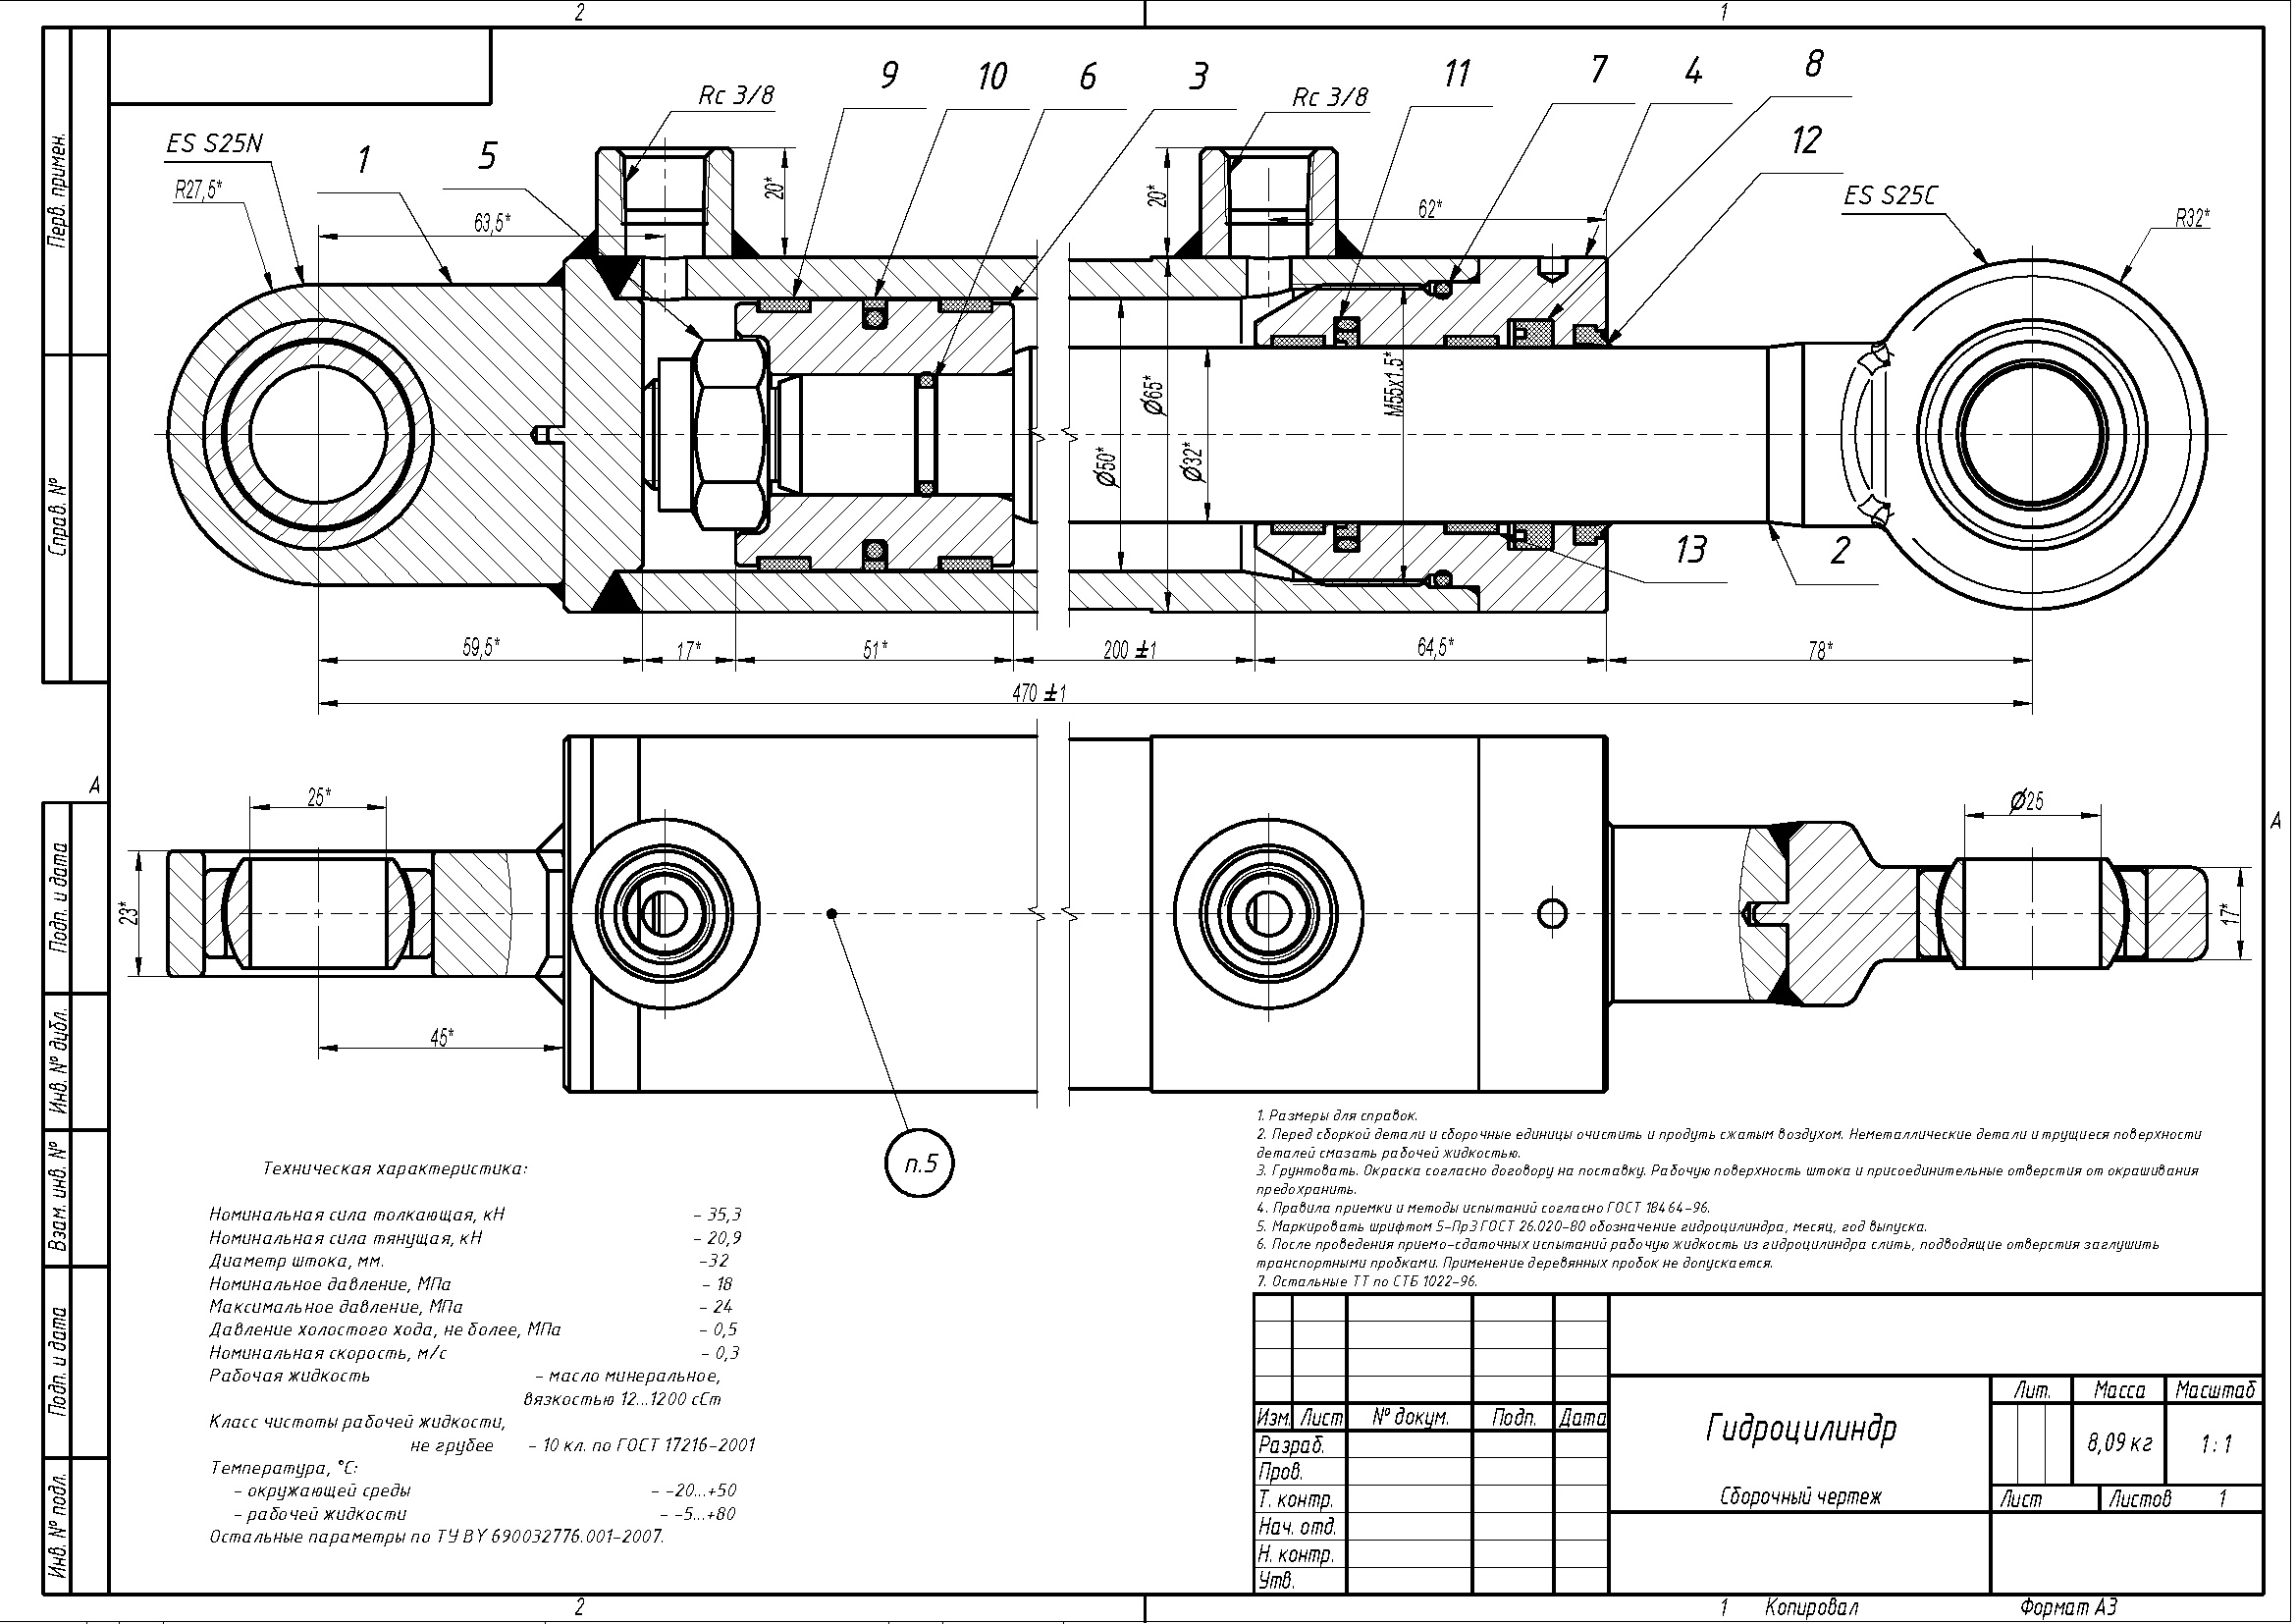 2
1
Перв. примен.
Справ. №
Подп. и дата
Инв. № дубл.
Взам. инв. №
Подп. и дата
Инв. № подл.
А
А
ES S25N
R27,5*
1
5
Rc 3/8
9
10
6
3
Rc 3/8
11
7
4
8
12
ES S25C
R32*
63,5*
20*
20*
62*
Ø50*
Ø65*
Ø32*
М55х1,5*
13
2
59,5*
17*
51*
200 ±1
64,5*
78*
470 ±1
25*
23*
45*
Ø25
17*
п.5
Техническая характеристика:
Номинальная сила толкающая, кН – 35,3
Номинальная сила тянущая, кН – 20,9
Диаметр штока, мм. –32
Номинальное давление, МПа – 18
Максимальное давление, МПа – 24
Давление холостого хода, не более, МПа – 0,5
Номинальная скорость, м/с – 0,3
Рабочая жидкость – масло минеральное,
вязкостью 12...1200 сСт
Класс чистоты рабочей жидкости,
не грубее – 10 кл. по ГОСТ 17216–2001
Температура, °С:
– окружающей среды – –20...+50
– рабочей жидкости – –5...+80
Остальные параметры по ТУ BY 690032776.001–2007.
1. Размеры для справок.
2. Перед сборкой детали и сборочные единицы очистить и продуть сжатым воздухом. Неметаллические детали и трущиеся поверхности
деталей смазать рабочей жидкостью.
3. Грунтовать. Окраска согласно договору на поставку. Рабочую поверхность штока и присоединительные отверстия от окрашивания
предохранить.
4. Правила приемки и методы испытаний согласно ГОСТ 18464–96.
5. Маркировать шрифтом 5–Пр3 ГОСТ 26.020–80 обозначение гидроцилиндра, месяц, год выпуска.
6. После проведения приемо–сдаточных испытаний рабочую жидкость из гидроцилиндра слить, подводящие отверстия заглушить
транспортными пробками. Применение деревянных пробок не допускается.
7. Остальные ТТ по СТБ 1022–96.
Изм. Лист № докум. Подп. Дата
Разраб.
Пров.
Т. контр.
Нач. отд.
Н. контр.
Утв.
Гидроцилиндр
Сборочный чертеж
Лит. Масса Масштаб
8,09 кг 1 : 1
Лист Листов 1
2
1
Копировал
Формат А3